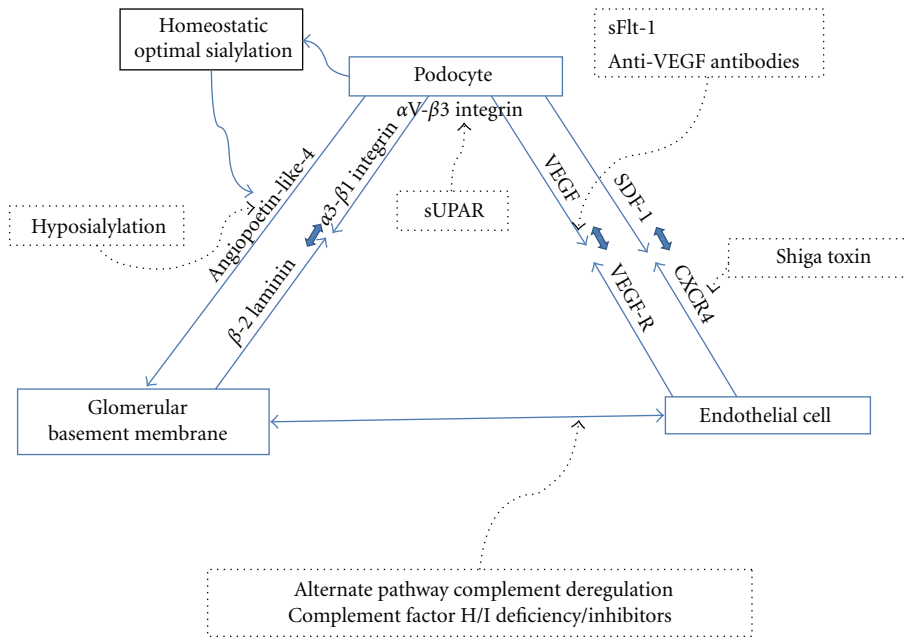 Homeostatic
optimal sialylation
sFlt-1
Anti-VEGF antibodies
Podocyte
αV-β3 integrin
Angiopoetin-like-4
α3-β1 integrin
VEGF
SDF-1
sUPAR
Hyposialylation
Shiga toxin
β-2 laminin
VEGF-R
CXCR4
Glomerular
basement membrane
Endothelial cell
Alternate pathway complement deregulation
Complement factor H/I deficiency/inhibitors